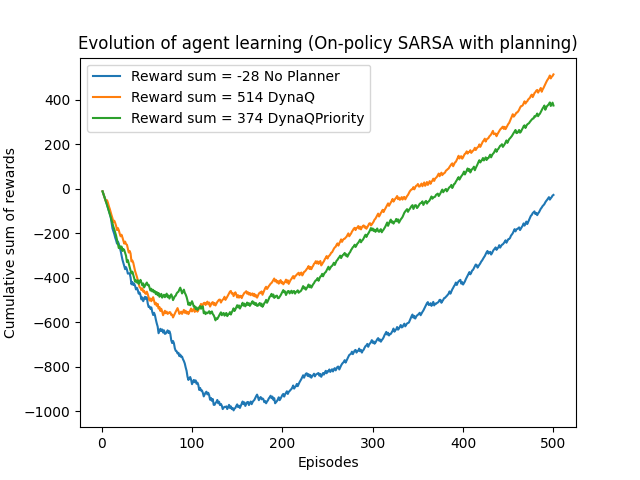 Evolution of agent learning (On-policy SARSA with planning)
Reward sum = -28 No Planner
Reward sum = 514 DynaQ
Reward sum = 374 DynaQPriority
Cumulative sum of rewards
400
200
0
−200
−400
−600
−800
−1000
0 100 200 300 400 500
Episodes